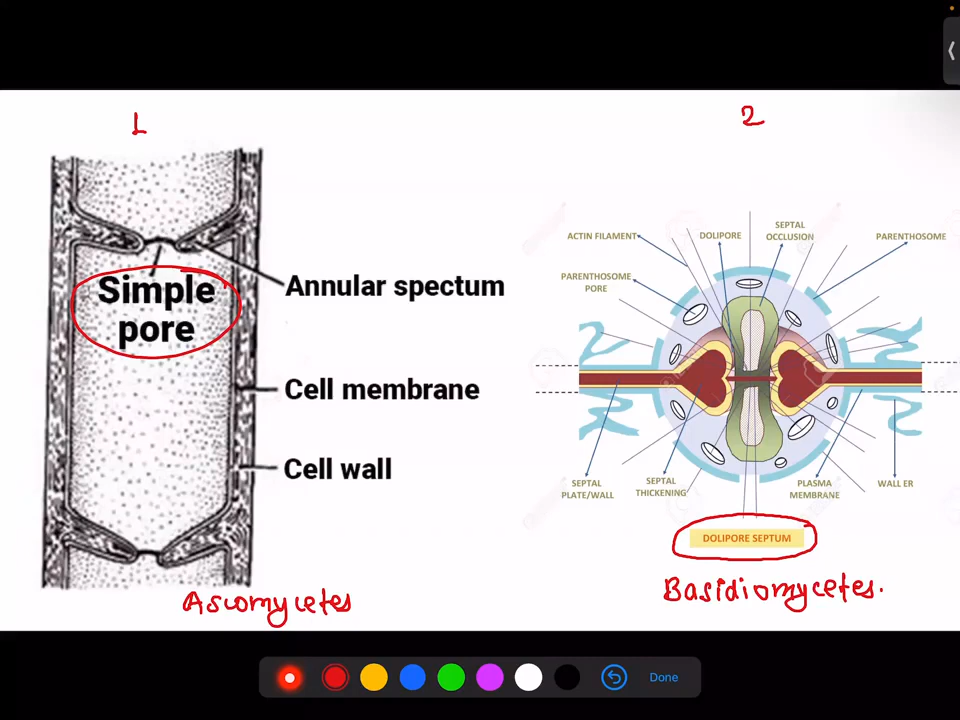 1
2
Simple
pore
Annular spectum
Cell membrane
Cell wall
Ascomycetes
ACTIN FILAMENT
DOLIPORE
SEPTAL
OCCLUSION
PARENTHOSOME
PARENTHOSOME
PORE
SEPTAL
PLATE/WALL
SEPTAL
THICKENING
PLASMA
MEMBRANE
WALL ER
DOLIPORE SEPTUM
Basidiomycetes.
Done